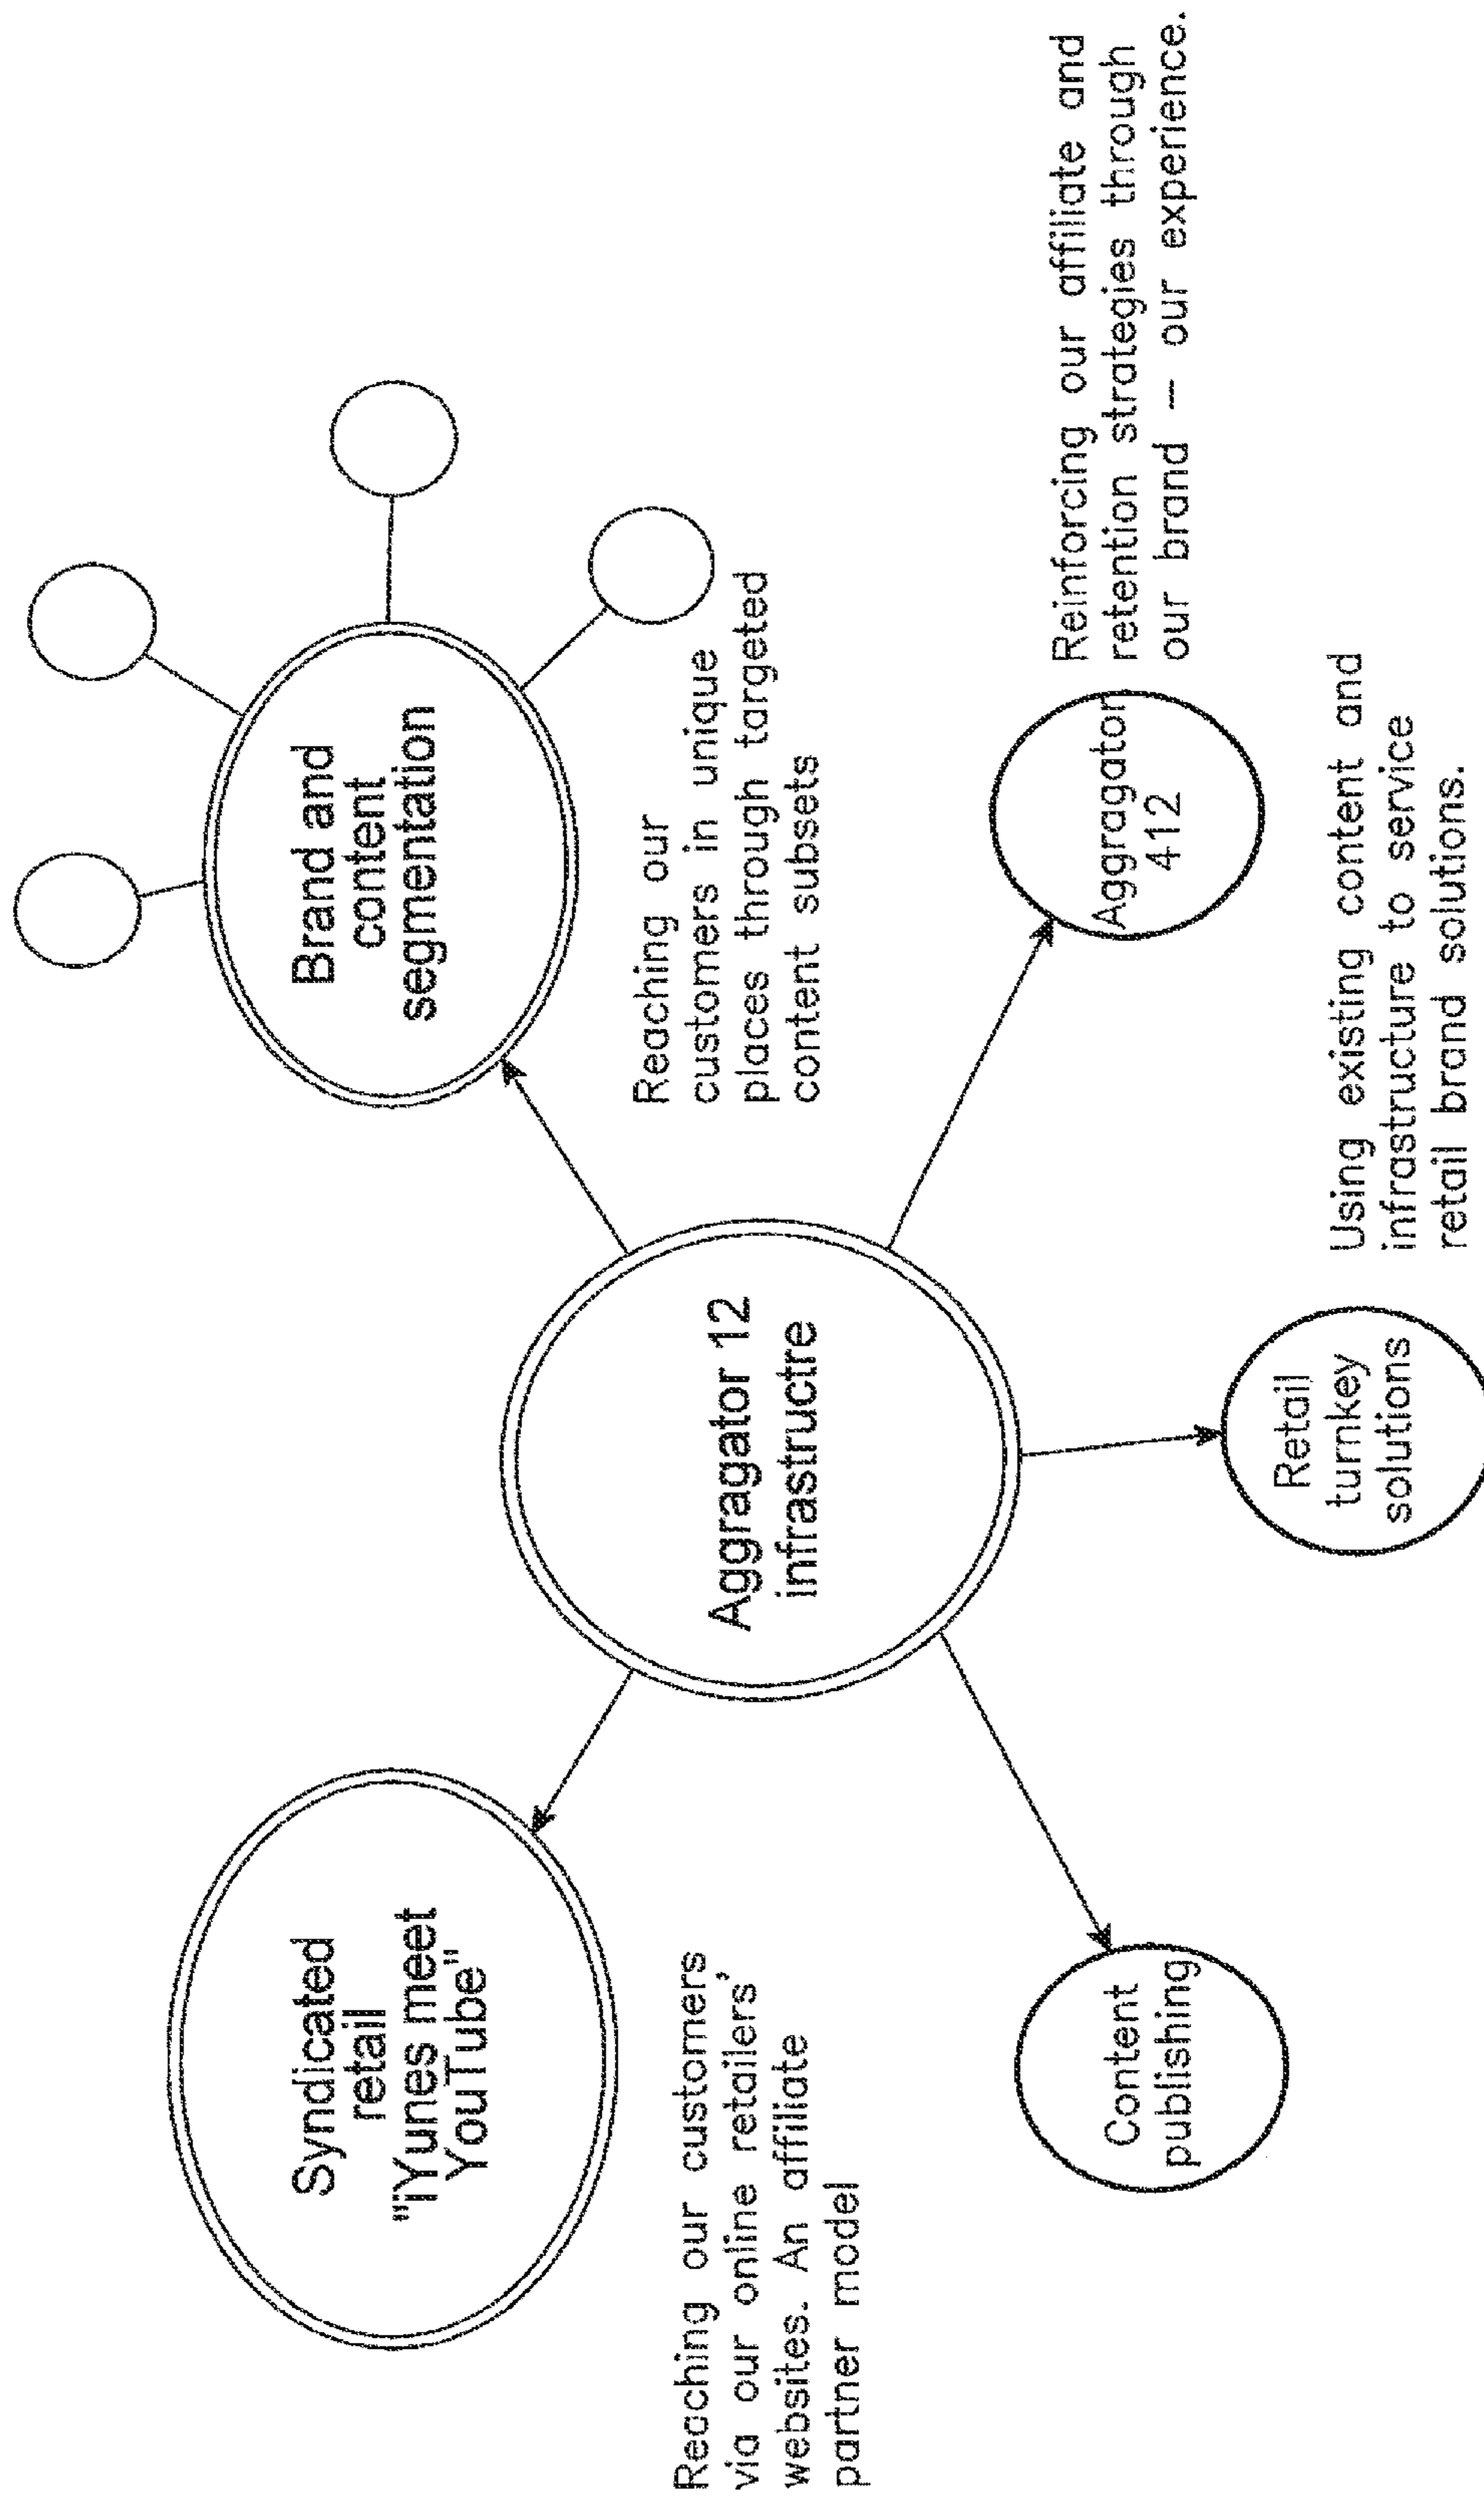 Syndicated
retail
"iYunes meet
YouTube"
Reaching our customers
via our online retailers'
websites. An affiliate
partner model
Brand and
content
segmentation
Reaching our
customers in unique
places through targeted
content subsets
Aggragator 12
infrastructre
Content
publishing
Retail
turnkey
solutions
Using existing content and
infrastructure to service
retail brand solutions.
Aggragator
412
Reinforcing our affiliate and
retention strategies through
our brand – our experience.